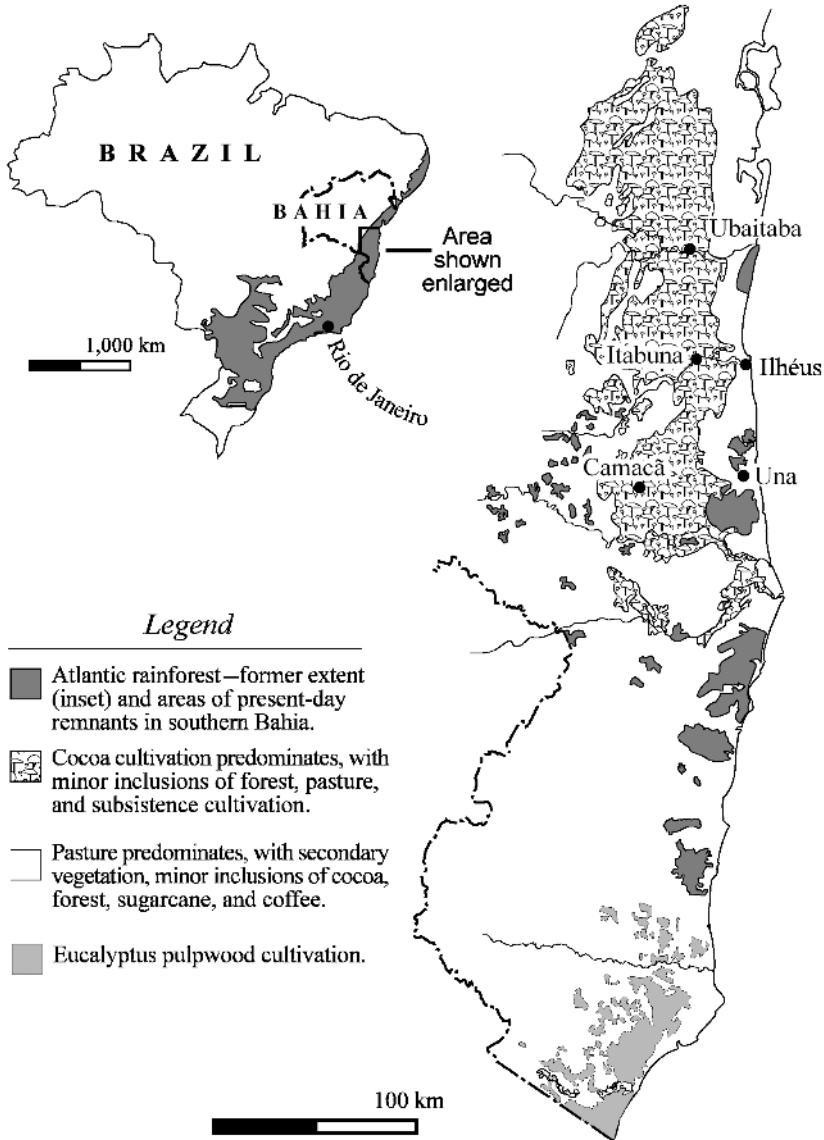 BRAZIL
BAHIA
Area
shown
enlarged
1,000 km
Rio de Janeiro
Ubaitaba
Itabuna
Ilhéus
Camacã
Una
Legend
Atlantic rainforest—former extent
(inset) and areas of present-day
remnants in southern Bahia.
Cocoa cultivation predominates, with
minor inclusions of forest, pasture,
and subsistence cultivation.
Pasture predominates, with secondary
vegetation, minor inclusions of cocoa,
forest, sugarcane, and coffee.
Eucalyptus pulpwood cultivation.
100 km